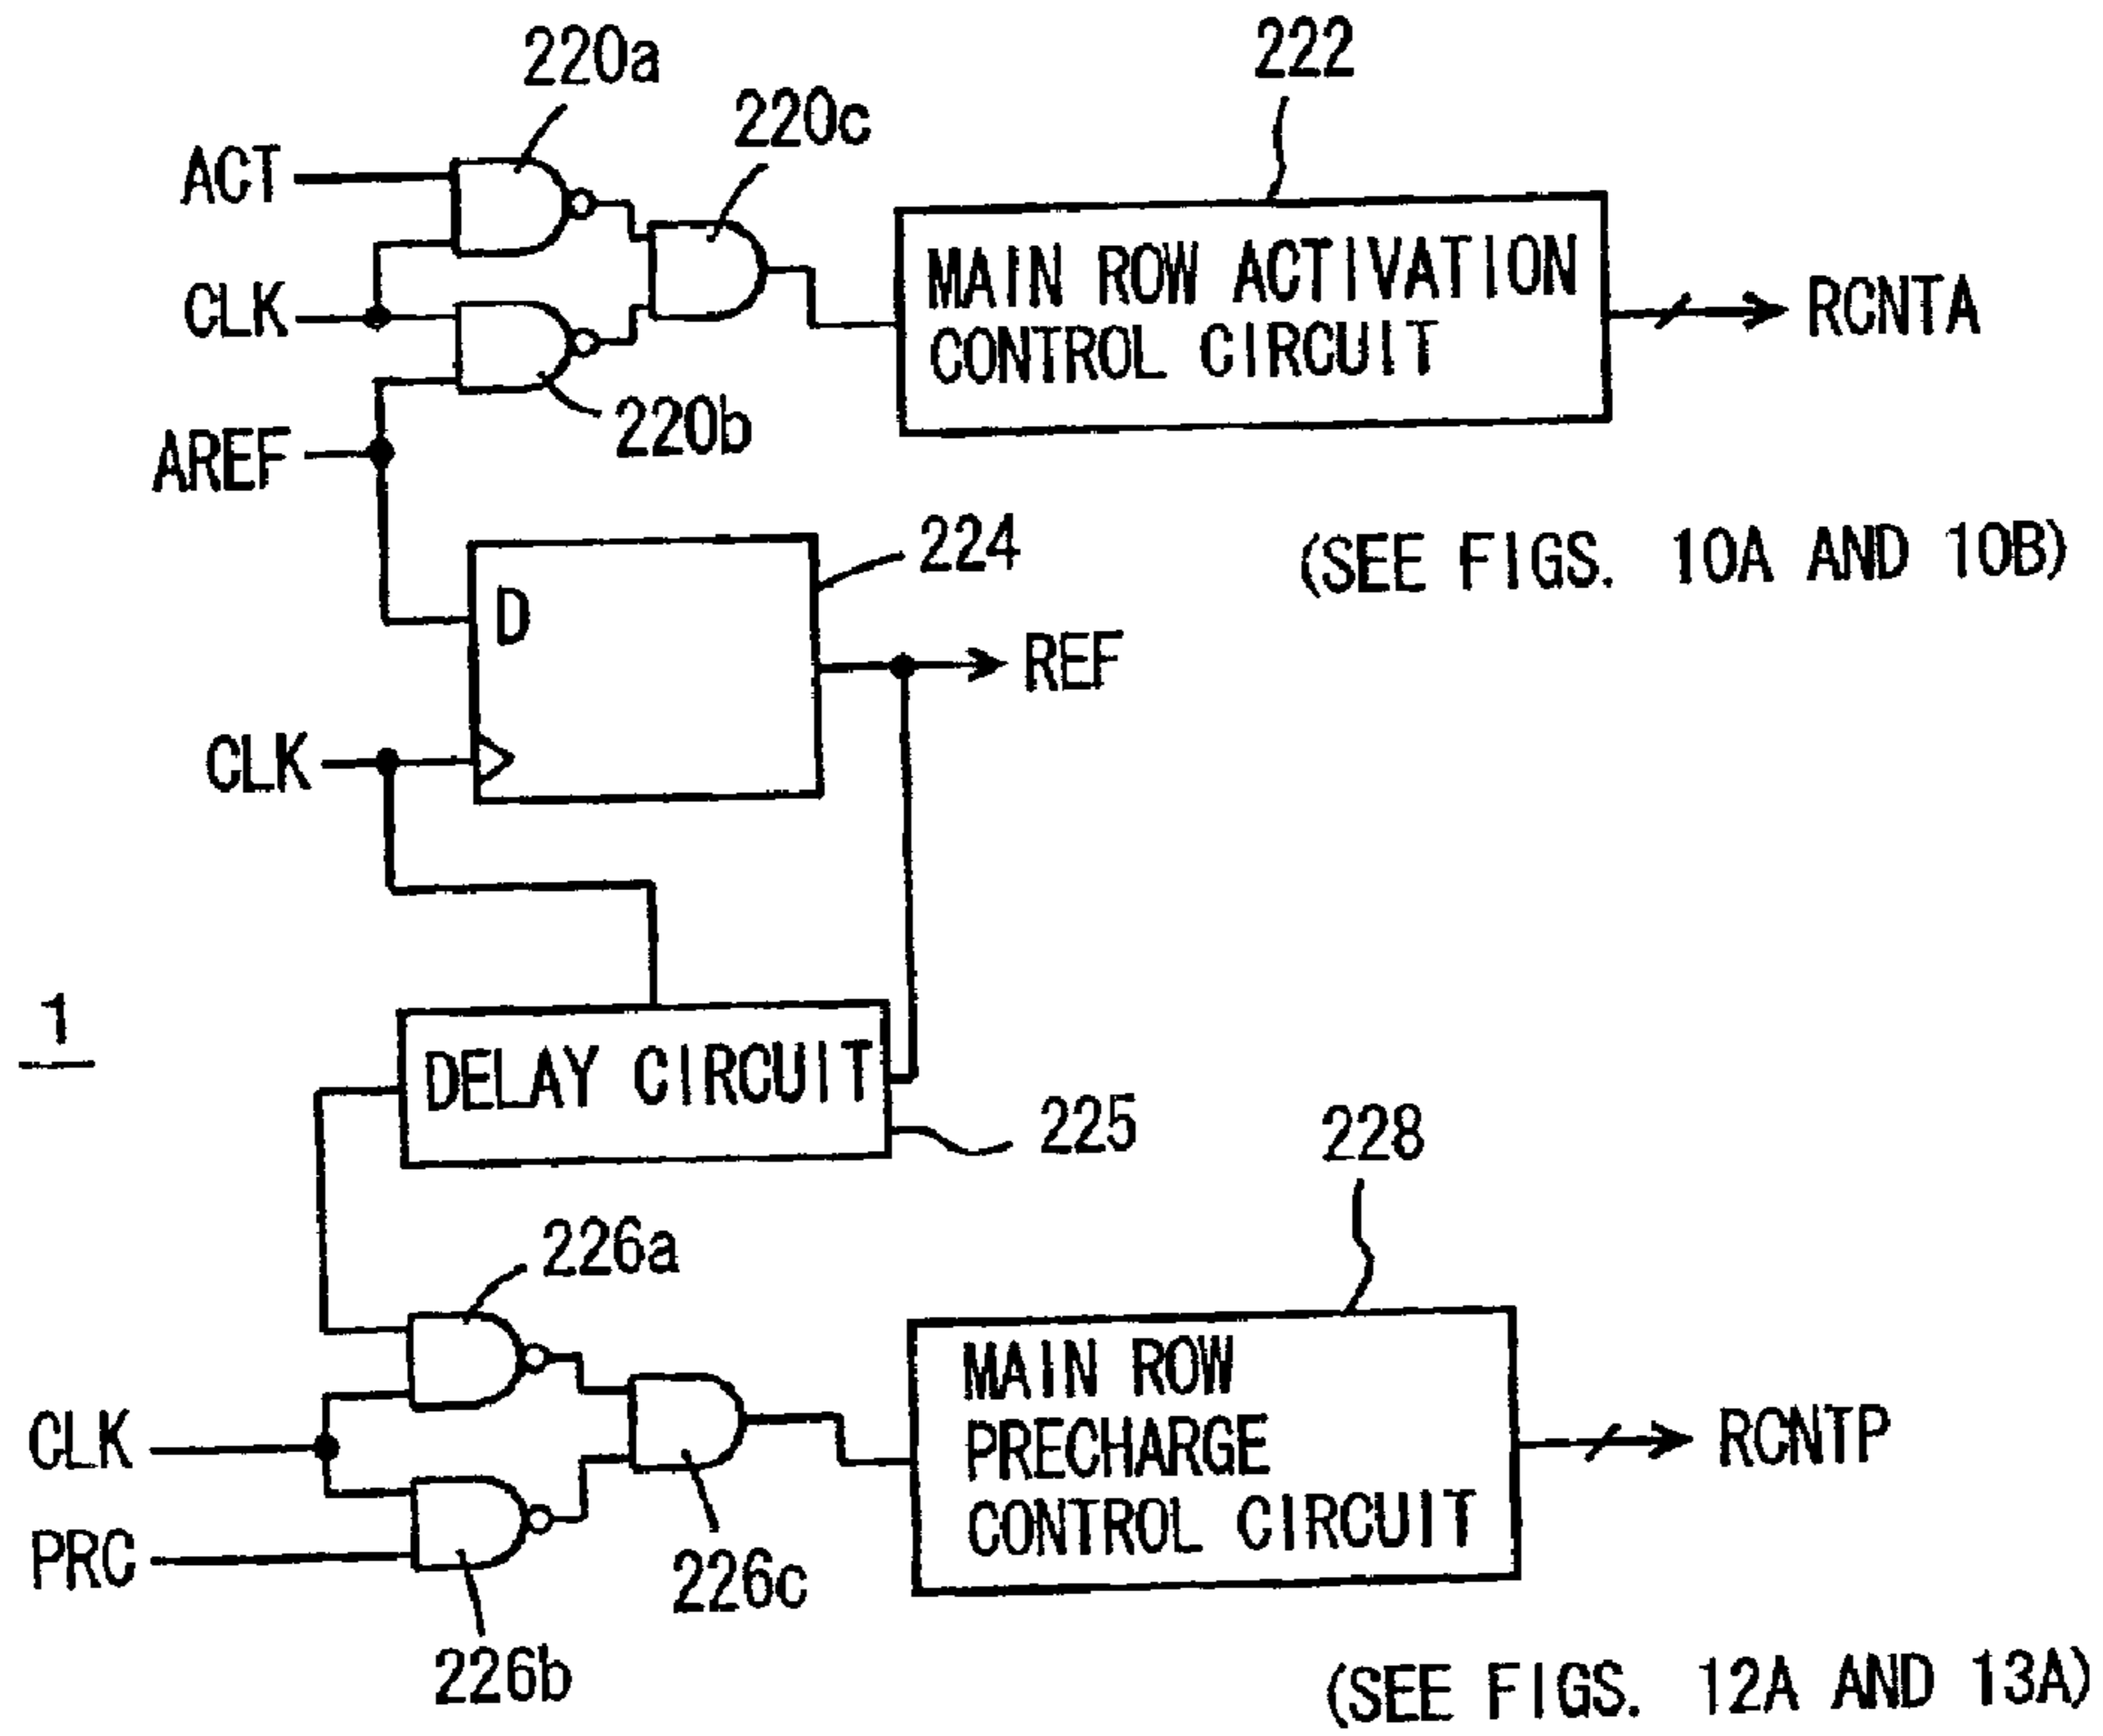 220a
222
220c
ACT
MAIN ROW ACTIVATION
CONTROL CIRCUIT
RCNTA
CLK
220b
AREF
224
(SEE FIGS. 10A AND 10B)
D
REF
CLK
1
DELAY CIRCUIT
225
228
226a
MAIN ROW
PRECHARGE
CONTROL CIRCUIT
CLK
RCNTP
PRC
226c
226b
(SEE FIGS. 12A AND 13A)